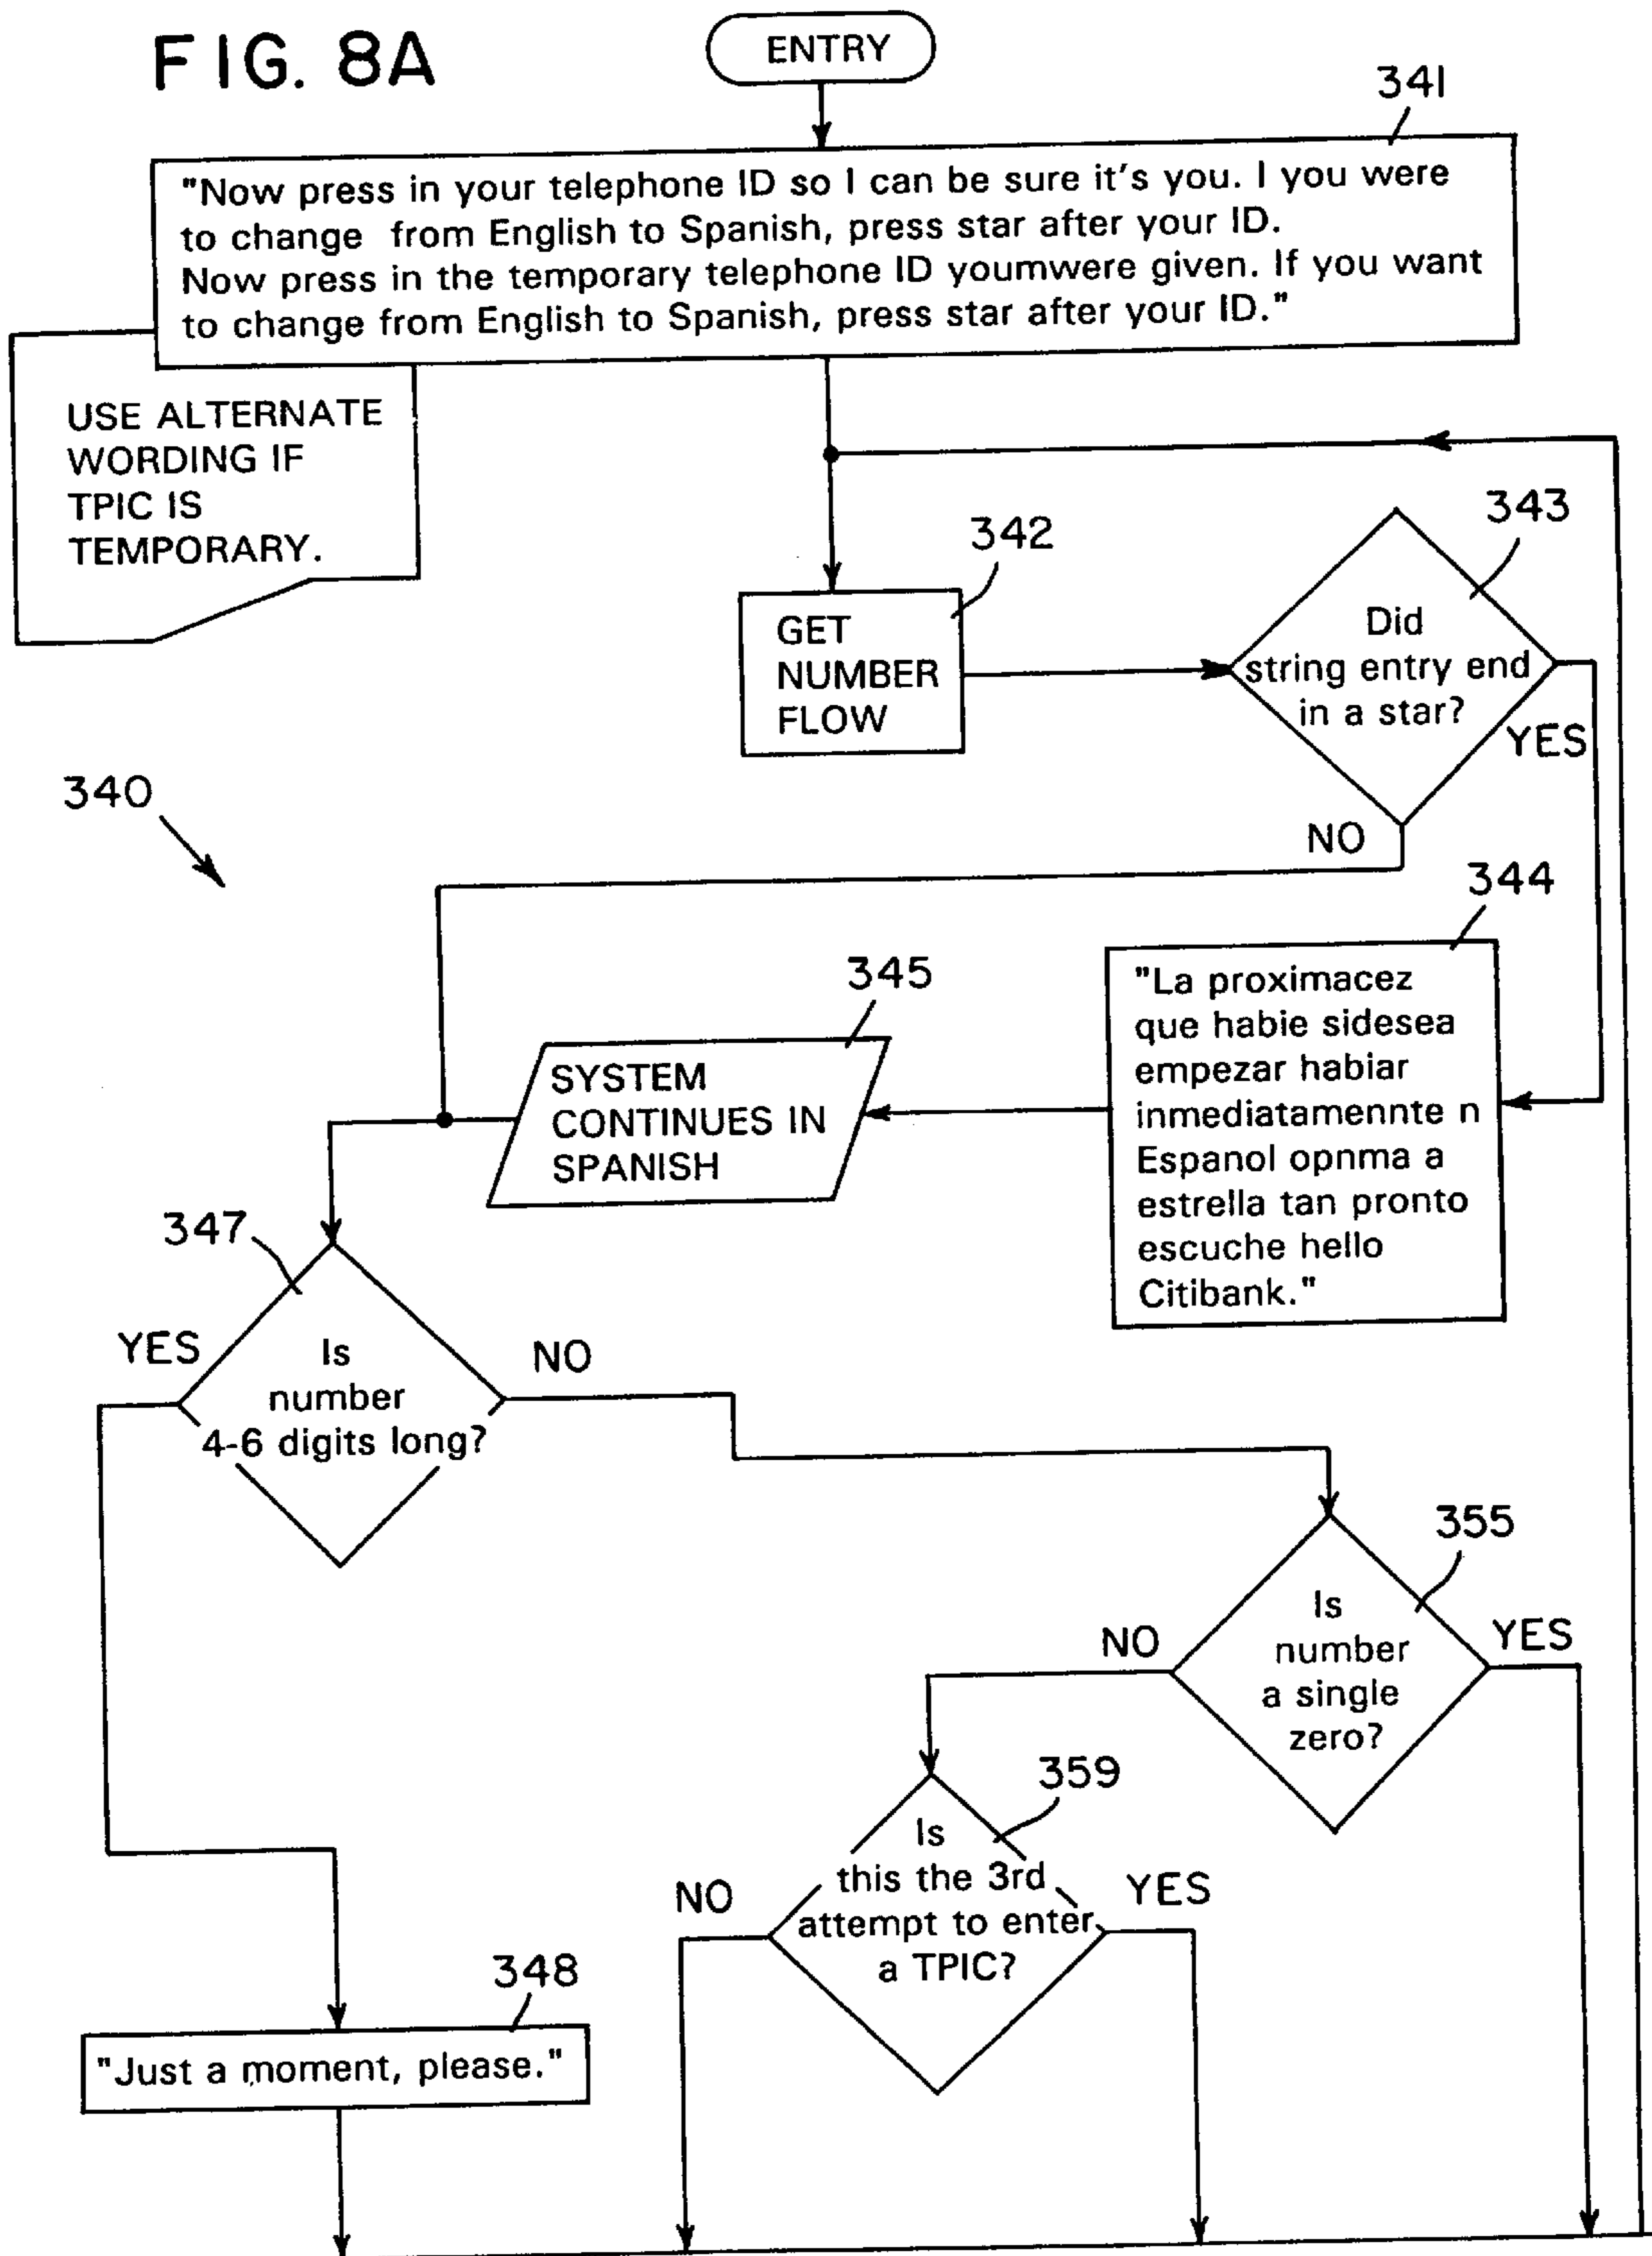 FIG. 8A
ENTRY
341
"Now press in your telephone ID so I can be sure it's you. I you were
to change from English to Spanish, press star after your ID.
Now press in the temporary telephone ID youmwere given. If you want
to change from English to Spanish, press star after your ID."
USE ALTERNATE
WORDING IF
TPIC IS
TEMPORARY.
342
GET
NUMBER
FLOW
343
Did
string entry end
in a star?
YES
NO
340
344
"La proximacez
que habie sidesea
empezar habiar
inmediatamennte n
Espanol opnma a
estrella tan pronto
escuche hello
Citibank."
345
SYSTEM
CONTINUES IN
SPANISH
347
YES
Is
number
4-6 digits long?
NO
355
NO
Is
number
a single
zero?
YES
359
NO
Is
this the 3rd
attempt to enter
a TPIC?
YES
348
"Just a moment, please."